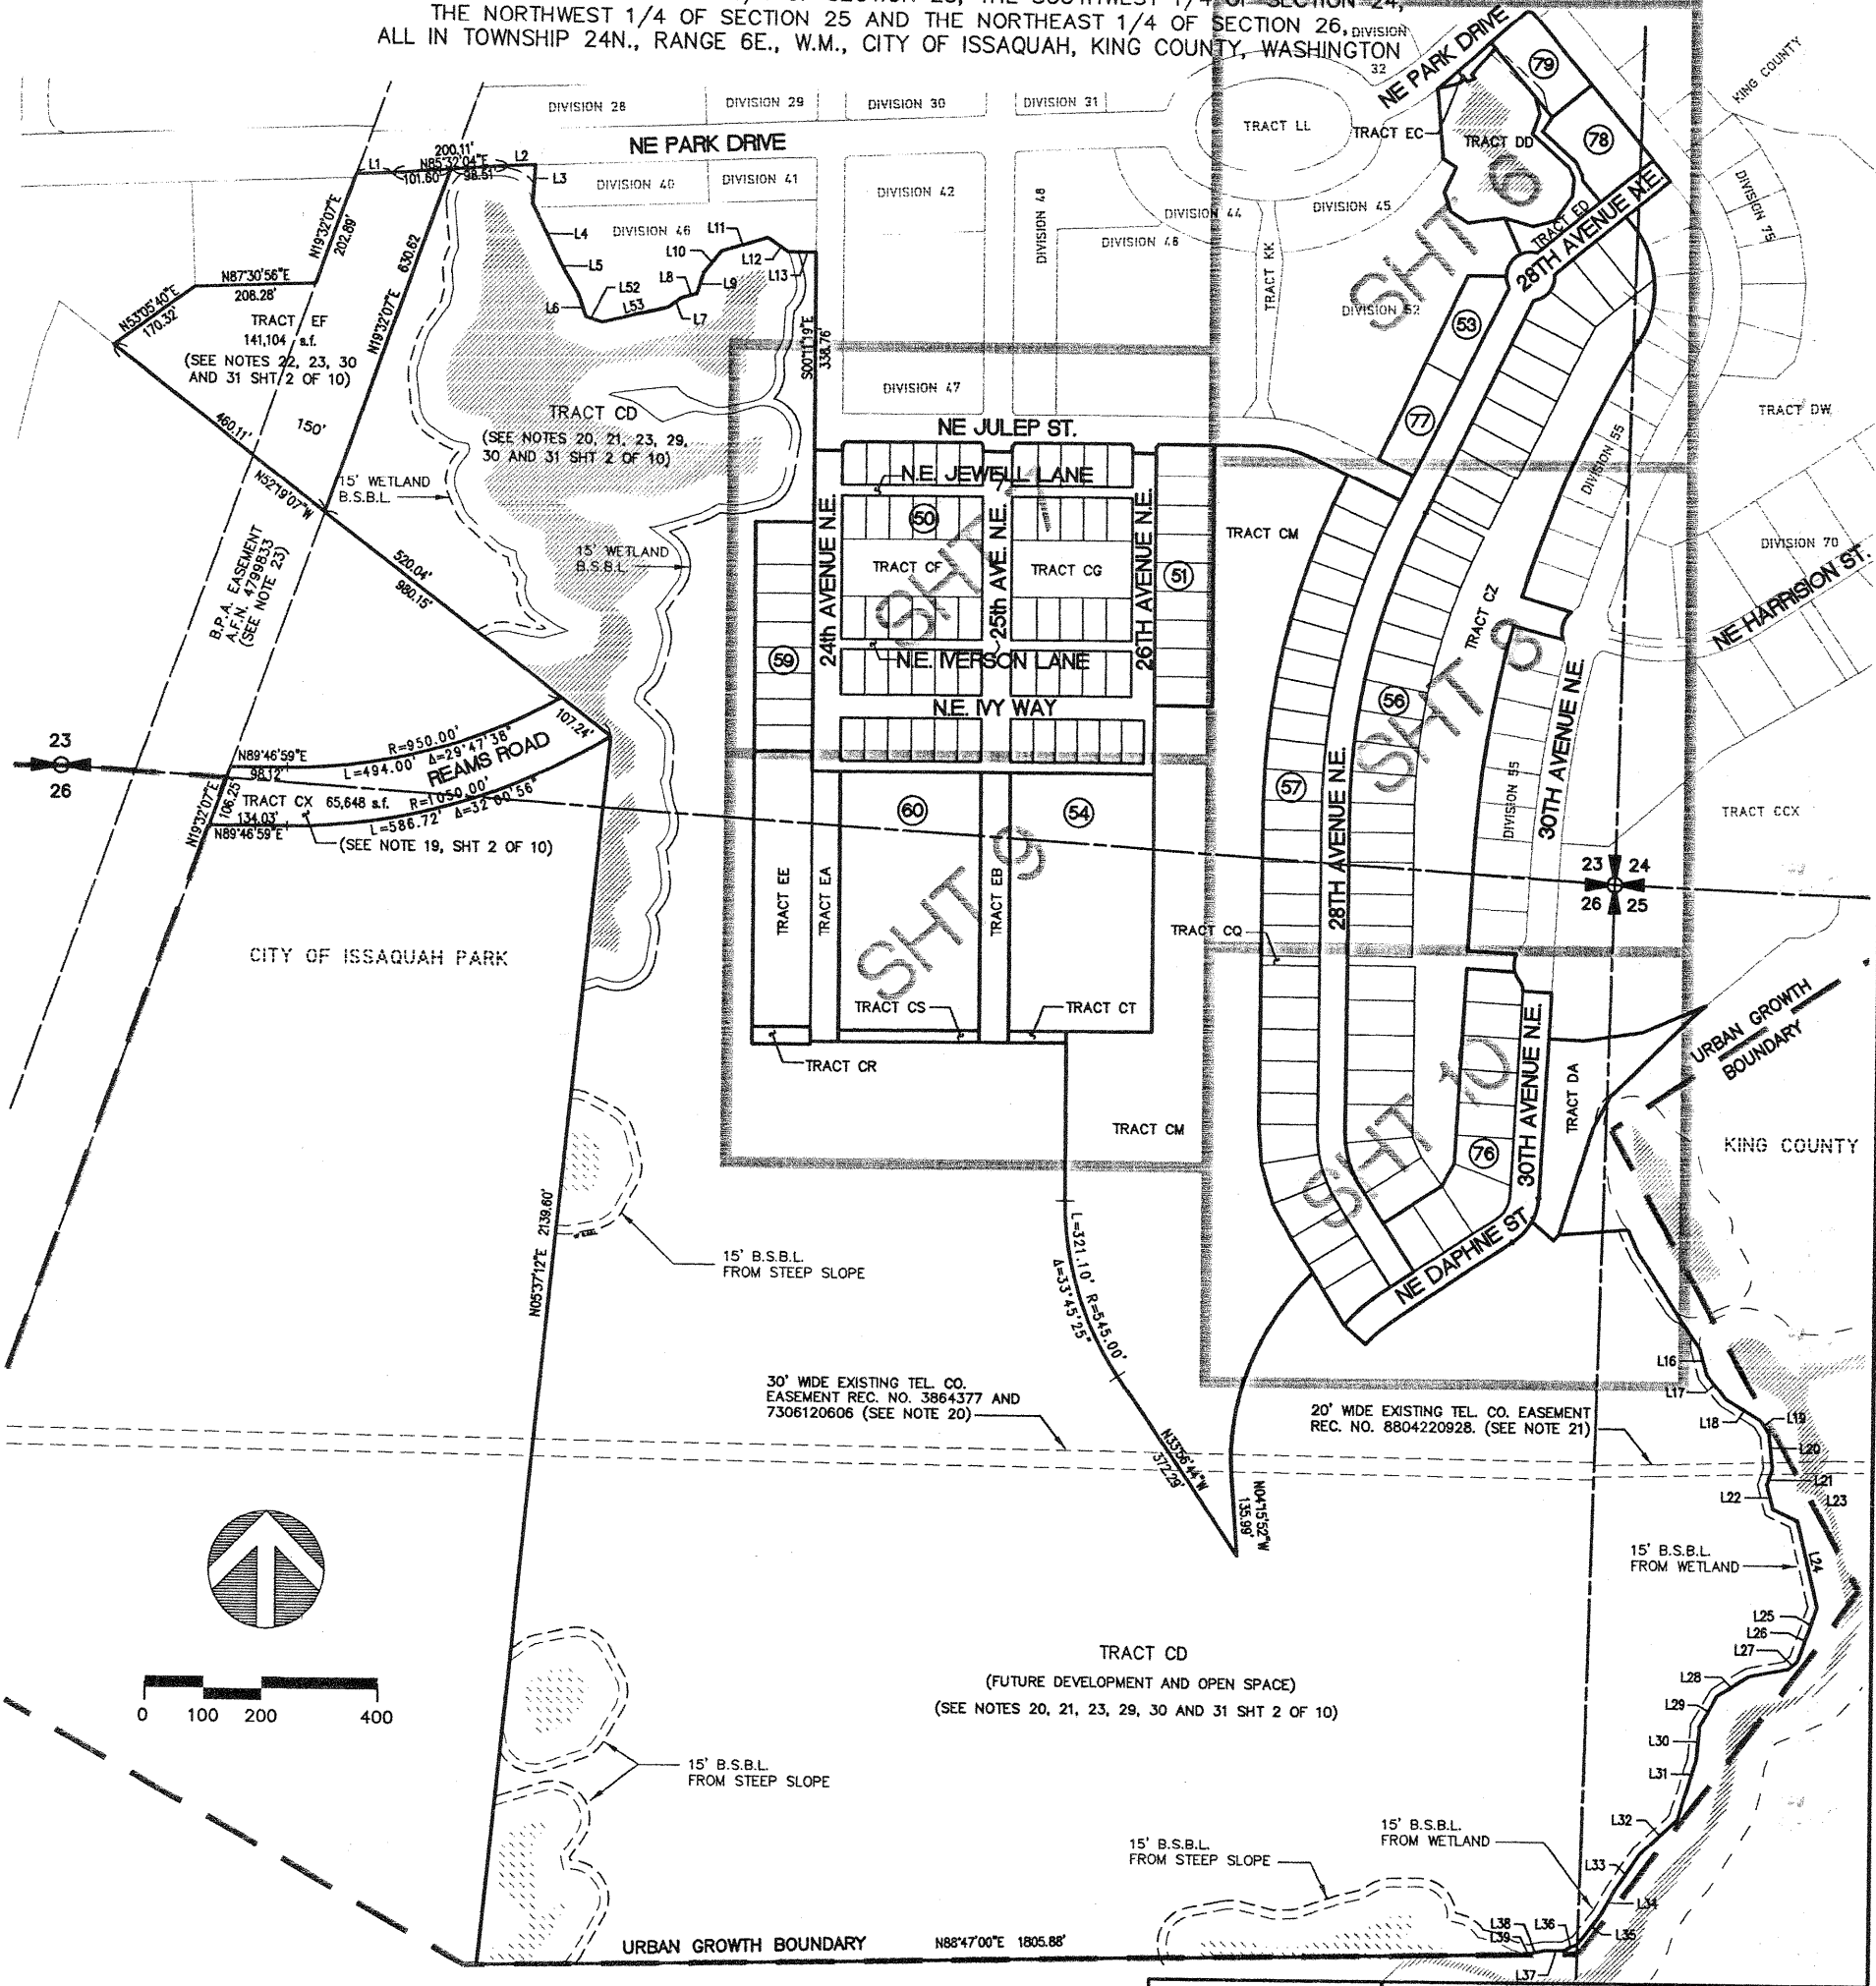 THE NORTHWEST 1/4 OF SECTION 25 AND THE NORTHEAST 1/4 OF SECTION 26,
ALL IN TOWNSHIP 24N., RANGE 6E., W.M., CITY OF ISSAQUAH, KING COUNTY, WASHINGTON
DIVISION
32
NE PARK DRIVE
79
KING COUNTY
DIVISION 28
DIVISION 29
DIVISION 30
DIVISION 31
TRACT LL
TRACT EC
TRACT DD
78
NE PARK DRIVE
200.11'
N85°32'04"E
L1
L2
101.60'
98.51'
L3
DIVISION 40
DIVISION 41
DIVISION 42
DIVISION 48
DIVISION 44
DIVISION 45
SHT 6
TRACT ED
28TH AVENUE N.E.
DIVISION 75
N19°32'07"E
202.89'
630.62
N19°32'07"E
L4
DIVISION 46
L11
L10
L12
L5
L8
L9
L13
DIVISION 48
TRACT KK
28TH AVENUE N.E.
N87°30'56"E
208.28'
N53°05'40"E
170.32'
L52
L6
L53
L7
TRACT EF
141,104 s.f.
(SEE NOTES 22, 23, 30
AND 31 SHT 2 OF 10)
S00°11'19"E
338.76'
DIVISION 52
53
DIVISION 47
TRACT CD
(SEE NOTES 20, 21, 23, 29,
30 AND 31 SHT 2 OF 10)
150'
460.11'
NE JULEP ST.
77
TRACT DW
N52°19'07"W
15' WETLAND
B.S.B.L.
N.E. JEWELL LANE
DIVISION 55
50
24th AVENUE N.E.
25th AVE. N.E.
26TH AVENUE N.E.
TRACT CM
DIVISION 70
B.P.A. EASEMENT
A.F.N. 4799833
(SEE NOTE 23)
520.04'
980.15'
15' WETLAND
B.S.B.L.
TRACT CF
TRACT CG
51
TRACT CZ
NE HARRISION ST.
59
N.E. IVERSON LANE
SHT 8
56
30TH AVENUE N.E.
N.E. IVY WAY
107.24'
23
26
N89°46'59"E
98.12'
R=950.00'
L=494.00' Δ=29°47'38"
REAMS ROAD
106.25'
N19°32'07"E
TRACT CX 65,648 s.f.
R=1050.00'
134.03'
L=586.72' Δ=32°00'56"
N89°46'59"E
(SEE NOTE 19, SHT 2 OF 10)
57
28TH AVENUE N.E.
DIVISION 55
60
54
TRACT CCX
23
24
26
25
TRACT EE
TRACT EA
TRACT EB
SHT 9
TRACT CQ
CITY OF ISSAQUAH PARK
TRACT CS
TRACT CT
TRACT CR
URBAN GROWTH
BOUNDARY
30TH AVENUE N.E.
TRACT DA
TRACT CM
SHT 10
76
KING COUNTY
N05°37'12"E 2139.60'
15' B.S.B.L.
FROM STEEP SLOPE
L=321.10' R=545.00'
Δ=33°45'25"
NE DAPHNE ST
30' WIDE EXISTING TEL. CO.
EASEMENT REC. NO. 3864377 AND
7306120606 (SEE NOTE 20)
20' WIDE EXISTING TEL. CO. EASEMENT
REC. NO. 8804220928. (SEE NOTE 21)
L16
L17
L18
L19
L20
N33°56'44"W
372.29'
N04°15'52"W
135.99'
L21
L22
L23
15' B.S.B.L.
FROM WETLAND
L24
L25
L26
L27
TRACT CD
(FUTURE DEVELOPMENT AND OPEN SPACE)
(SEE NOTES 20, 21, 23, 29, 30 AND 31 SHT 2 OF 10)
0 100 200 400
L28
L29
L30
L31
15' B.S.B.L.
FROM STEEP SLOPE
L32
15' B.S.B.L.
FROM WETLAND
15' B.S.B.L.
FROM STEEP SLOPE
L33
L34
L35
L38
L36
L39
L37
URBAN GROWTH BOUNDARY
N88°47'00"E 1805.88'